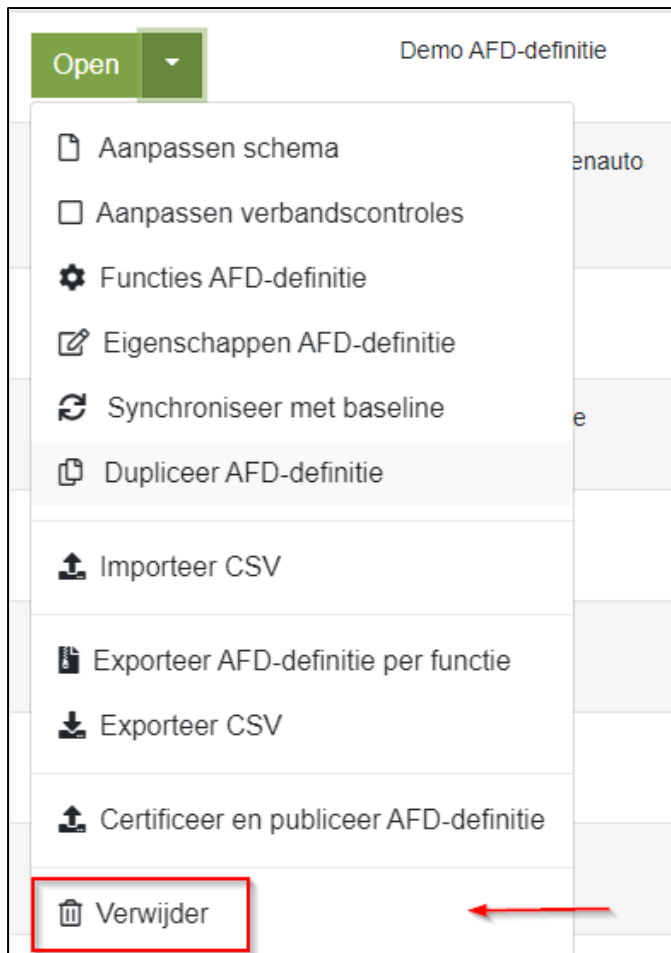 Open
Demo AFD-definitie
Aanpassen schema
enauto
Aanpassen verbandscontroles
Functies AFD-definitie
Eigenschappen AFD-definitie
Synchroniseer met baseline
e
Dupliceer AFD-definitie
Importeer CSV
Exporteer AFD-definitie per functie
Exporteer CSV
Certificeer en publiceer AFD-definitie
Verwijder